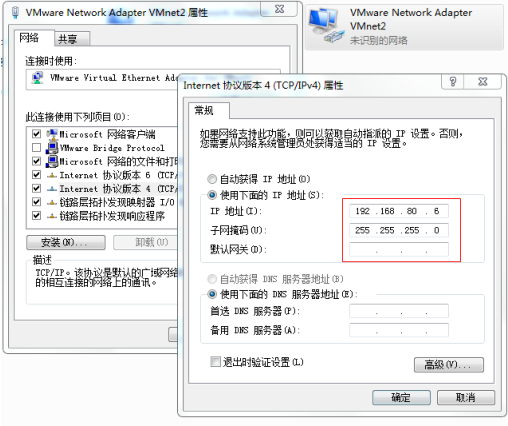 VMware Network Adapter VMnet2 属性
网络
共享
连接时使用:
VMware Virtual Ethernet
此连接使用下列项目(O):
Microsoft 网络客户端
VMware Bridge Protocol
Microsoft 网络的文件和打印
Internet 协议版本 6 (TCP/
Internet 协议版本 4 (TCP/
链路层拓扑发现映射器 I/O
链路层拓扑发现响应程序
安装(N)...
卸载(U)
描述
TCP/IP。该协议是默认的广域网络
的相互连接的网络上的通讯。
VMware Network Adapter
VMnet2
未识别的网络
Internet 协议版本 4 (TCP/IPv4) 属性
常规
如果网络支持此功能，则可以获取自动指派的 IP 设置。否则，
您需要从网络系统管理员处获得适当的 IP 设置。
自动获得 IP 地址(O)
使用下面的 IP 地址(S):
IP 地址(I):
192 .168 . 80 . 6
子网掩码(U):
255 .255 .255 . 0
默认网关(D):
. . .
自动获得 DNS 服务器地址(B)
使用下面的 DNS 服务器地址(E):
首选 DNS 服务器(P):
. . .
备用 DNS 服务器(A):
. . .
退出时验证设置(L)
高级(V)...
确定
取消